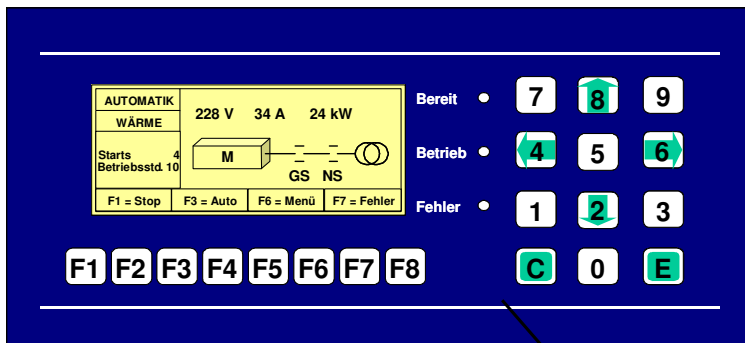 AUTOMATIK
WÄRME
228 V 34 A 24 kW
Starts 4
Betriebsstd. 10
M
GS NS
F1 = Stop F3 = Auto F6 = Menü F7 = Fehler
Bereit
Betrieb
Fehler
7 8 9
4 5 6
1 2 3
C 0 E
F1 F2 F3 F4 F5 F6 F7 F8